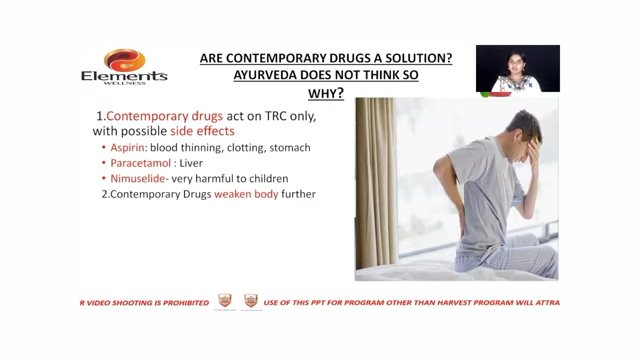 Elements
WELLNESS
ARE CONTEMPORARY DRUGS A SOLUTION?
AYURVEDA DOES NOT THINK SO
WHY?
1.Contemporary drugs act on TRC only,
with possible side effects
• Aspirin: blood thinning, clotting, stomach
• Paracetamol : Liver
• Nimuselide- very harmful to children
2.Contemporary Drugs weaken body further
R VIDEO SHOOTING IS PROHIBITED
USE OF THIS PPT FOR PROGRAM OTHER THAN HARVEST PROGRAM WILL ATTRA